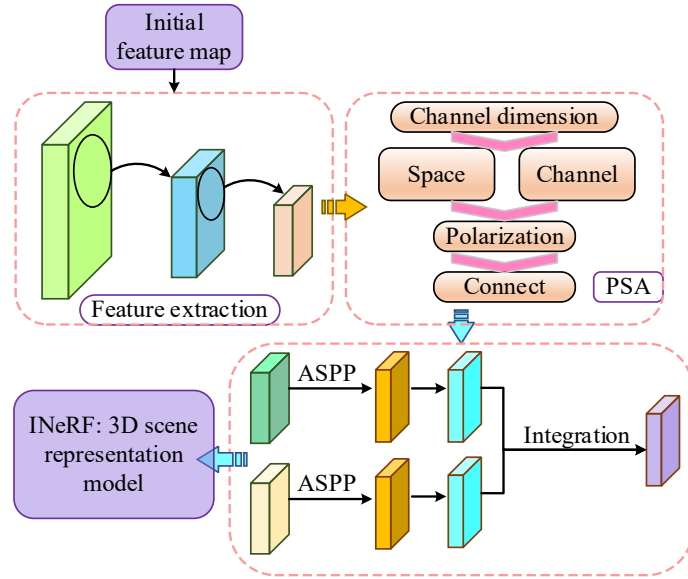 Initial
feature map
Feature extraction
Channel dimension
Space
Channel
Polarization
Connect
PSA
ASPP
ASPP
Integration
INeRF: 3D scene
representation
model